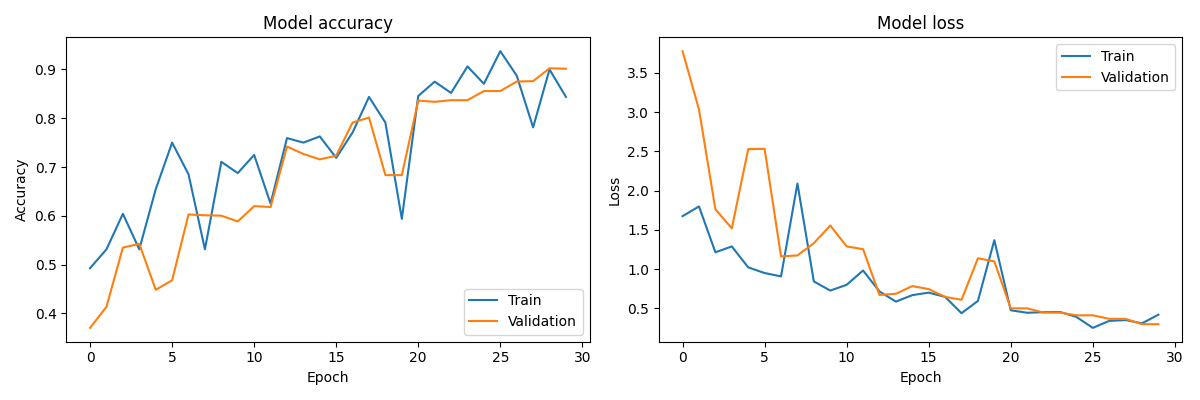 Model accuracy
Accuracy
0.9
0.8
0.7
0.6
0.5
0.4
Train
Validation
0 5 10 15 20 25 30
Epoch
Model loss
Loss
3.5
3.0
2.5
2.0
1.5
1.0
0.5
Train
Validation
0 5 10 15 20 25 30
Epoch